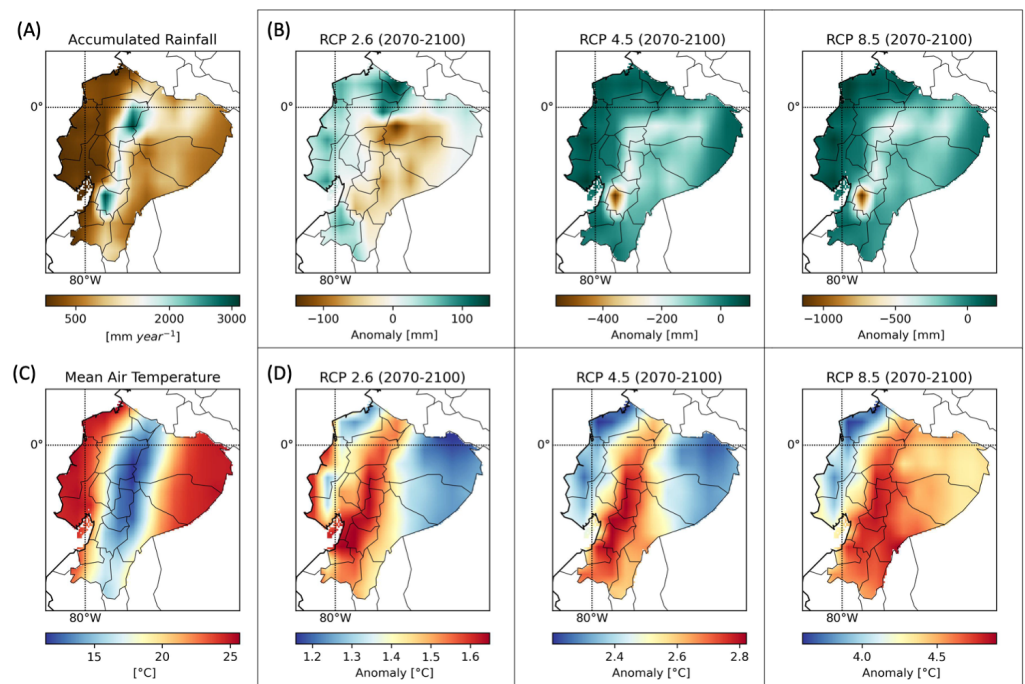 (A)
Accumulated Rainfall
0°
80°W
500 2000 3000
[mm year⁻¹]
(B)
RCP 2.6 (2070-2100)
0°
80°W
−100 0 100
Anomaly [mm]
RCP 4.5 (2070-2100)
0°
80°W
−400 −200 0
Anomaly [mm]
RCP 8.5 (2070-2100)
0°
80°W
−1000 −500 0
Anomaly [mm]
(C)
Mean Air Temperature
0°
80°W
15 20 25
[°C]
(D)
RCP 2.6 (2070-2100)
0°
80°W
1.2 1.3 1.4 1.5 1.6
Anomaly [°C]
RCP 4.5 (2070-2100)
0°
80°W
2.4 2.6 2.8
Anomaly [°C]
RCP 8.5 (2070-2100)
0°
80°W
4.0 4.5
Anomaly [°C]